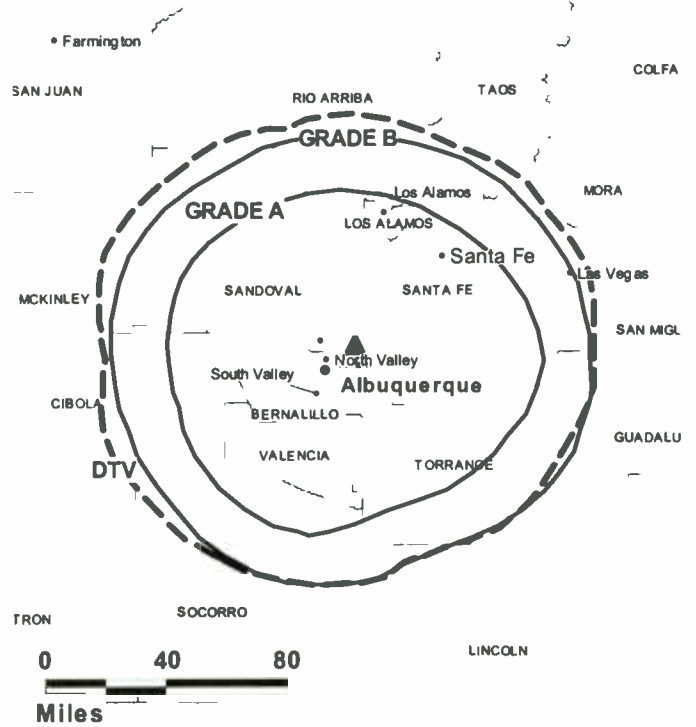 Farmington
COLFA
SAN JUAN
TAOS
RIO ARRIBA
GRADE B
Los Alamos
MORA
GRADE A
LOS ALAMOS
Santa Fe
Las Vegas
SANDOVAL
SANTA FE
MCKINLEY
SAN MIGL
North Valley
South Valley
Albuquerque
CIBOLA
BERNALILLO
GUADALU
VALENCIA
TORRANCE
DTV
SOCORRO
TRON
LINCOLN
0 40 80
Miles